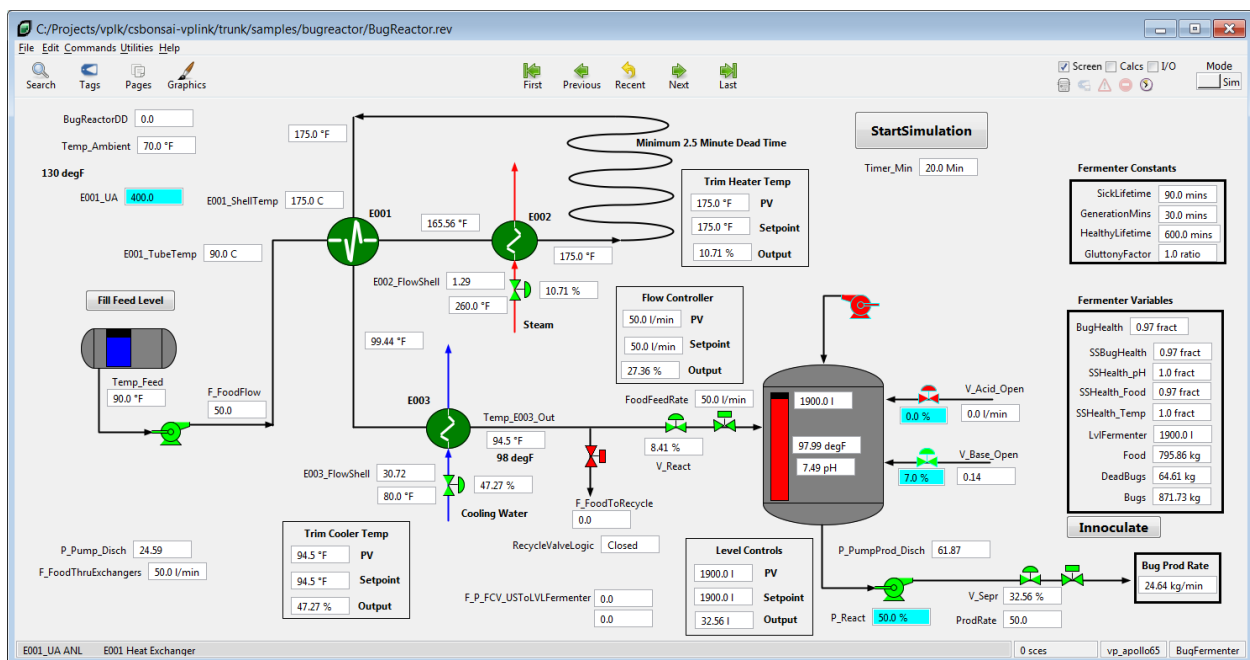 C:/Projects/vplk/csbonsai-vplink/trunk/samples/bugreactor/BugReactor.rev
File Edit Commands Utilities Help
Search Tags Pages Graphics First Previous Recent Next Last
Screen Calcs I/O
Mode
Sim
BugReactorDD 0.0
Temp_Ambient 70.0 °F
130 degF
E001_UA 400.0
E001_ShellTemp 175.0 C
E001_TubeTemp 90.0 C
175.0 °F
E001
165.56 °F
E002
175.0 °F
Minimum 2.5 Minute Dead Time
Trim Heater Temp
175.0 °F PV
175.0 °F Setpoint
10.71 % Output
E002_FlowShell 1.29
260.0 °F
10.71 %
Steam
StartSimulation
Timer_Min 20.0 Min
Fermenter Constants
SickLifetime 90.0 mins
GenerationMins 30.0 mins
HealthyLifetime 600.0 mins
GluttonyFactor 1.0 ratio
Fill Feed Level
Temp_Feed
90.0 °F
F_FoodFlow
50.0
99.44 °F
E003
Temp_E003_Out
94.5 °F
98 degF
E003_FlowShell 30.72
80.0 °F
47.27 %
Cooling Water
Flow Controller
50.0 l/min PV
50.0 l/min Setpoint
27.36 % Output
FoodFeedRate 50.0 l/min
8.41 %
V_React
F_FoodToRecycle
0.0
RecycleValveLogic Closed
1900.0 l
97.99 degF
7.49 pH
V_Acid_Open
0.0 % 0.0 l/min
V_Base_Open
7.0 % 0.14
Fermenter Variables
BugHealth 0.97 fract
SSBugHealth 0.97 fract
SSHealth_pH 1.0 fract
SSHealth_Food 0.97 fract
SSHealth_Temp 1.0 fract
LvlFermenter 1900.0 l
Food 795.86 kg
DeadBugs 64.61 kg
Bugs 871.73 kg
Innoculate
P_Pump_Disch 24.59
F_FoodThruExchangers 50.0 l/min
Trim Cooler Temp
94.5 °F PV
94.5 °F Setpoint
47.27 % Output
F_P_FCV_USToLVLFermenter 0.0
0.0
Level Controls
1900.0 l PV
1900.0 l Setpoint
32.56 l Output
P_PumpProd_Disch 61.87
P_React 50.0 %
V_Sepr 32.56 %
ProdRate 50.0
Bug Prod Rate
24.64 kg/min
E001_UA ANL E001 Heat Exchanger 0 sces vp_apollo65 BugFermenter